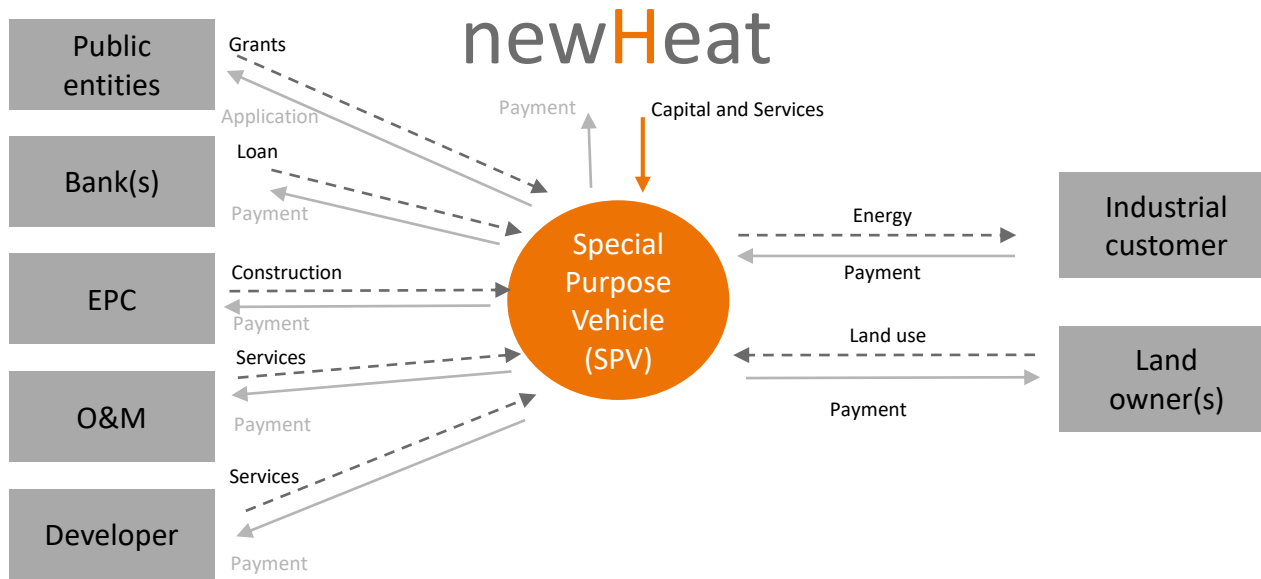 newHeat
Public
entities
Grants
Application
Payment
Capital and Services
Bank(s)
Loan
Payment
EPC
Construction
Payment
O&M
Services
Payment
Developer
Services
Payment
Special
Purpose
Vehicle
(SPV)
Energy
Payment
Industrial
customer
Land use
Payment
Land
owner(s)